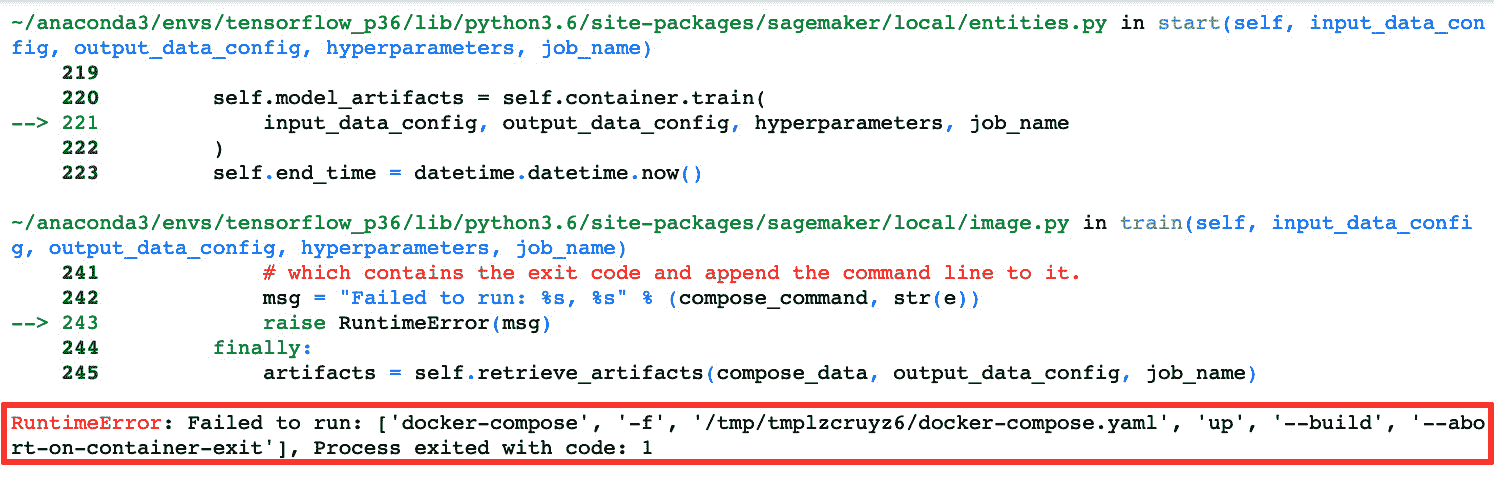 ~/anaconda3/envs/tensorflow_p36/lib/python3.6/site-packages/sagemaker/local/entities.py in start(self, input_data_con
fig, output_data_config, hyperparameters, job_name)
    219
    220         self.model_artifacts = self.container.train(
--> 221             input_data_config, output_data_config, hyperparameters, job_name
    222         )
    223         self.end_time = datetime.datetime.now()
~/anaconda3/envs/tensorflow_p36/lib/python3.6/site-packages/sagemaker/local/image.py in train(self, input_data_confi
g, output_data_config, hyperparameters, job_name)
    241             # which contains the exit code and append the command line to it.
    242             msg = "Failed to run: %s, %s" % (compose_command, str(e))
--> 243             raise RuntimeError(msg)
    244         finally:
    245             artifacts = self.retrieve_artifacts(compose_data, output_data_config, job_name)
RuntimeError: Failed to run: ['docker-compose', '-f', '/tmp/tmplzcruyz6/docker-compose.yaml', 'up', '--build', '--abo
rt-on-container-exit'], Process exited with code: 1